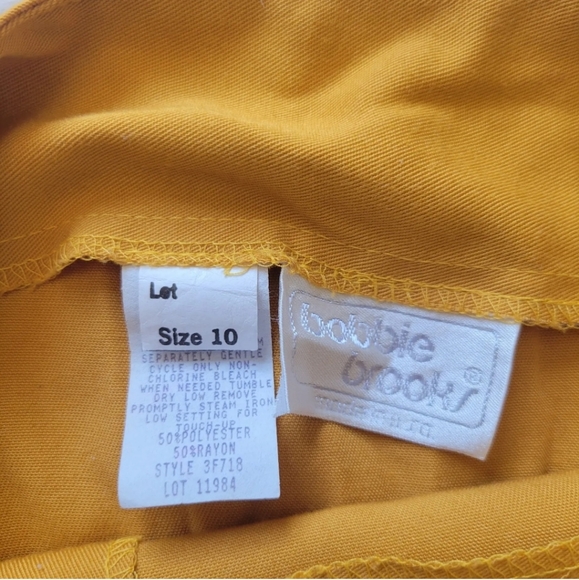 Lot
Size 10
M
SEPARATELY GENTLE
CYCLE ONLY NON-
CHLORINE BLEACH
WHEN NEEDED TUMBLE
DRY LOW REMOVE
PROMPTLY STEAM IRON
LOW SETTING FOR
TOUCH-UP
50%POLYESTER
50%RAYON
STYLE 3F718
LOT 11984
bobbie
brooks®